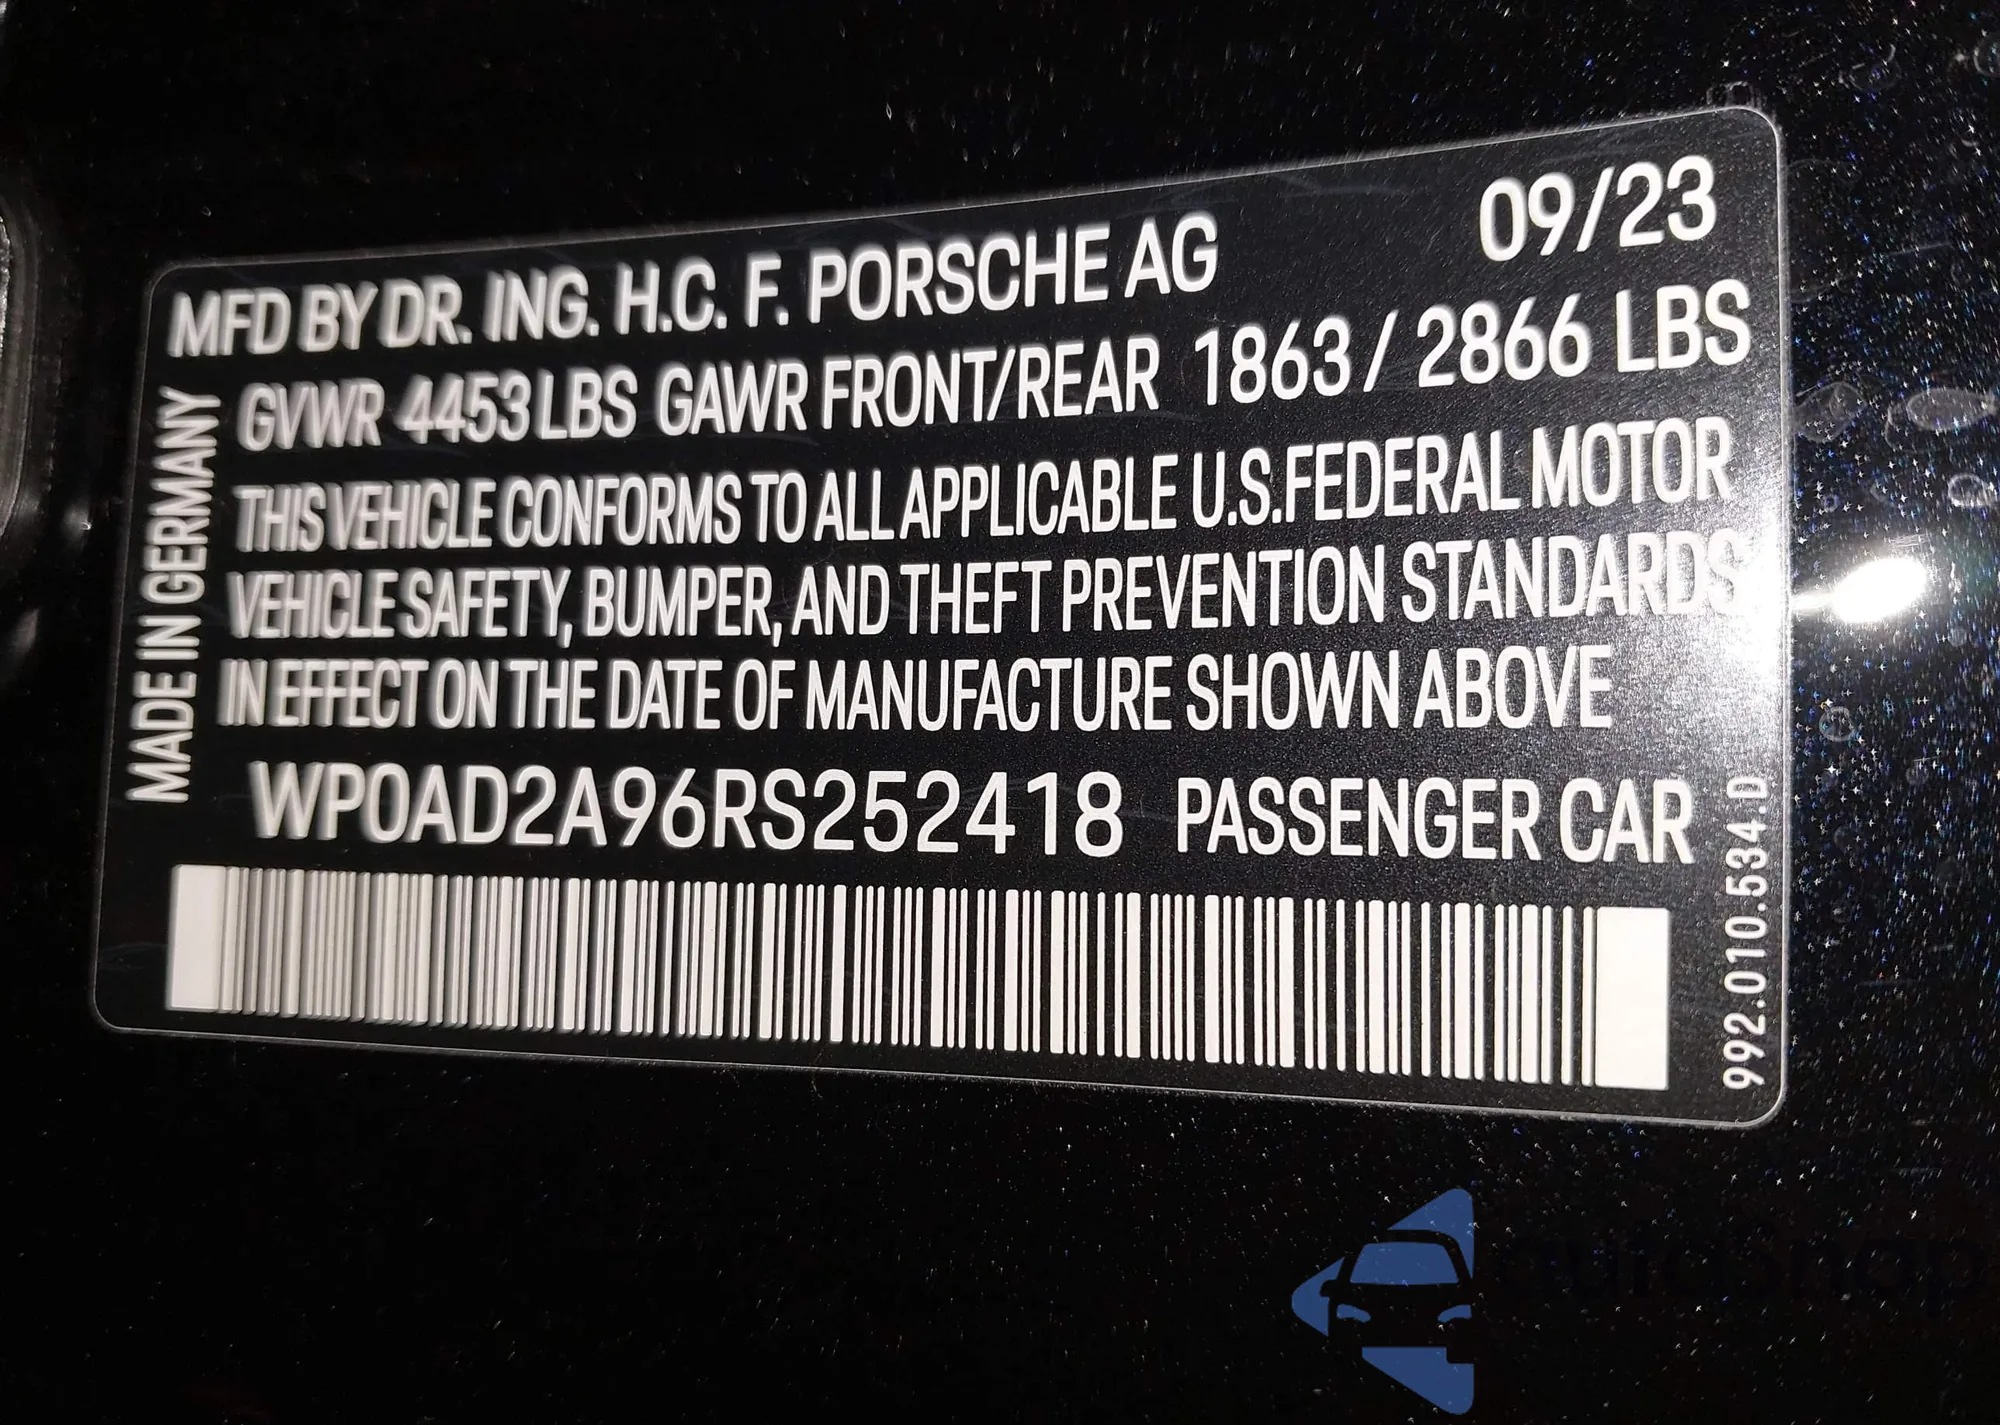 09/23
MFD BY DR. ING. H.C. F. PORSCHE AG
GVWR 4453 LBS GAWR FRONT/REAR 1863 / 2866 LBS
THIS VEHICLE CONFORMS TO ALL APPLICABLE U.S.FEDERAL MOTOR
VEHICLE SAFETY, BUMPER, AND THEFT PREVENTION STANDARDS
IN EFFECT ON THE DATE OF MANUFACTURE SHOWN ABOVE
WP0AD2A96RS252418 PASSENGER CAR
MADE IN GERMANY
992.010.534.D
autoshop